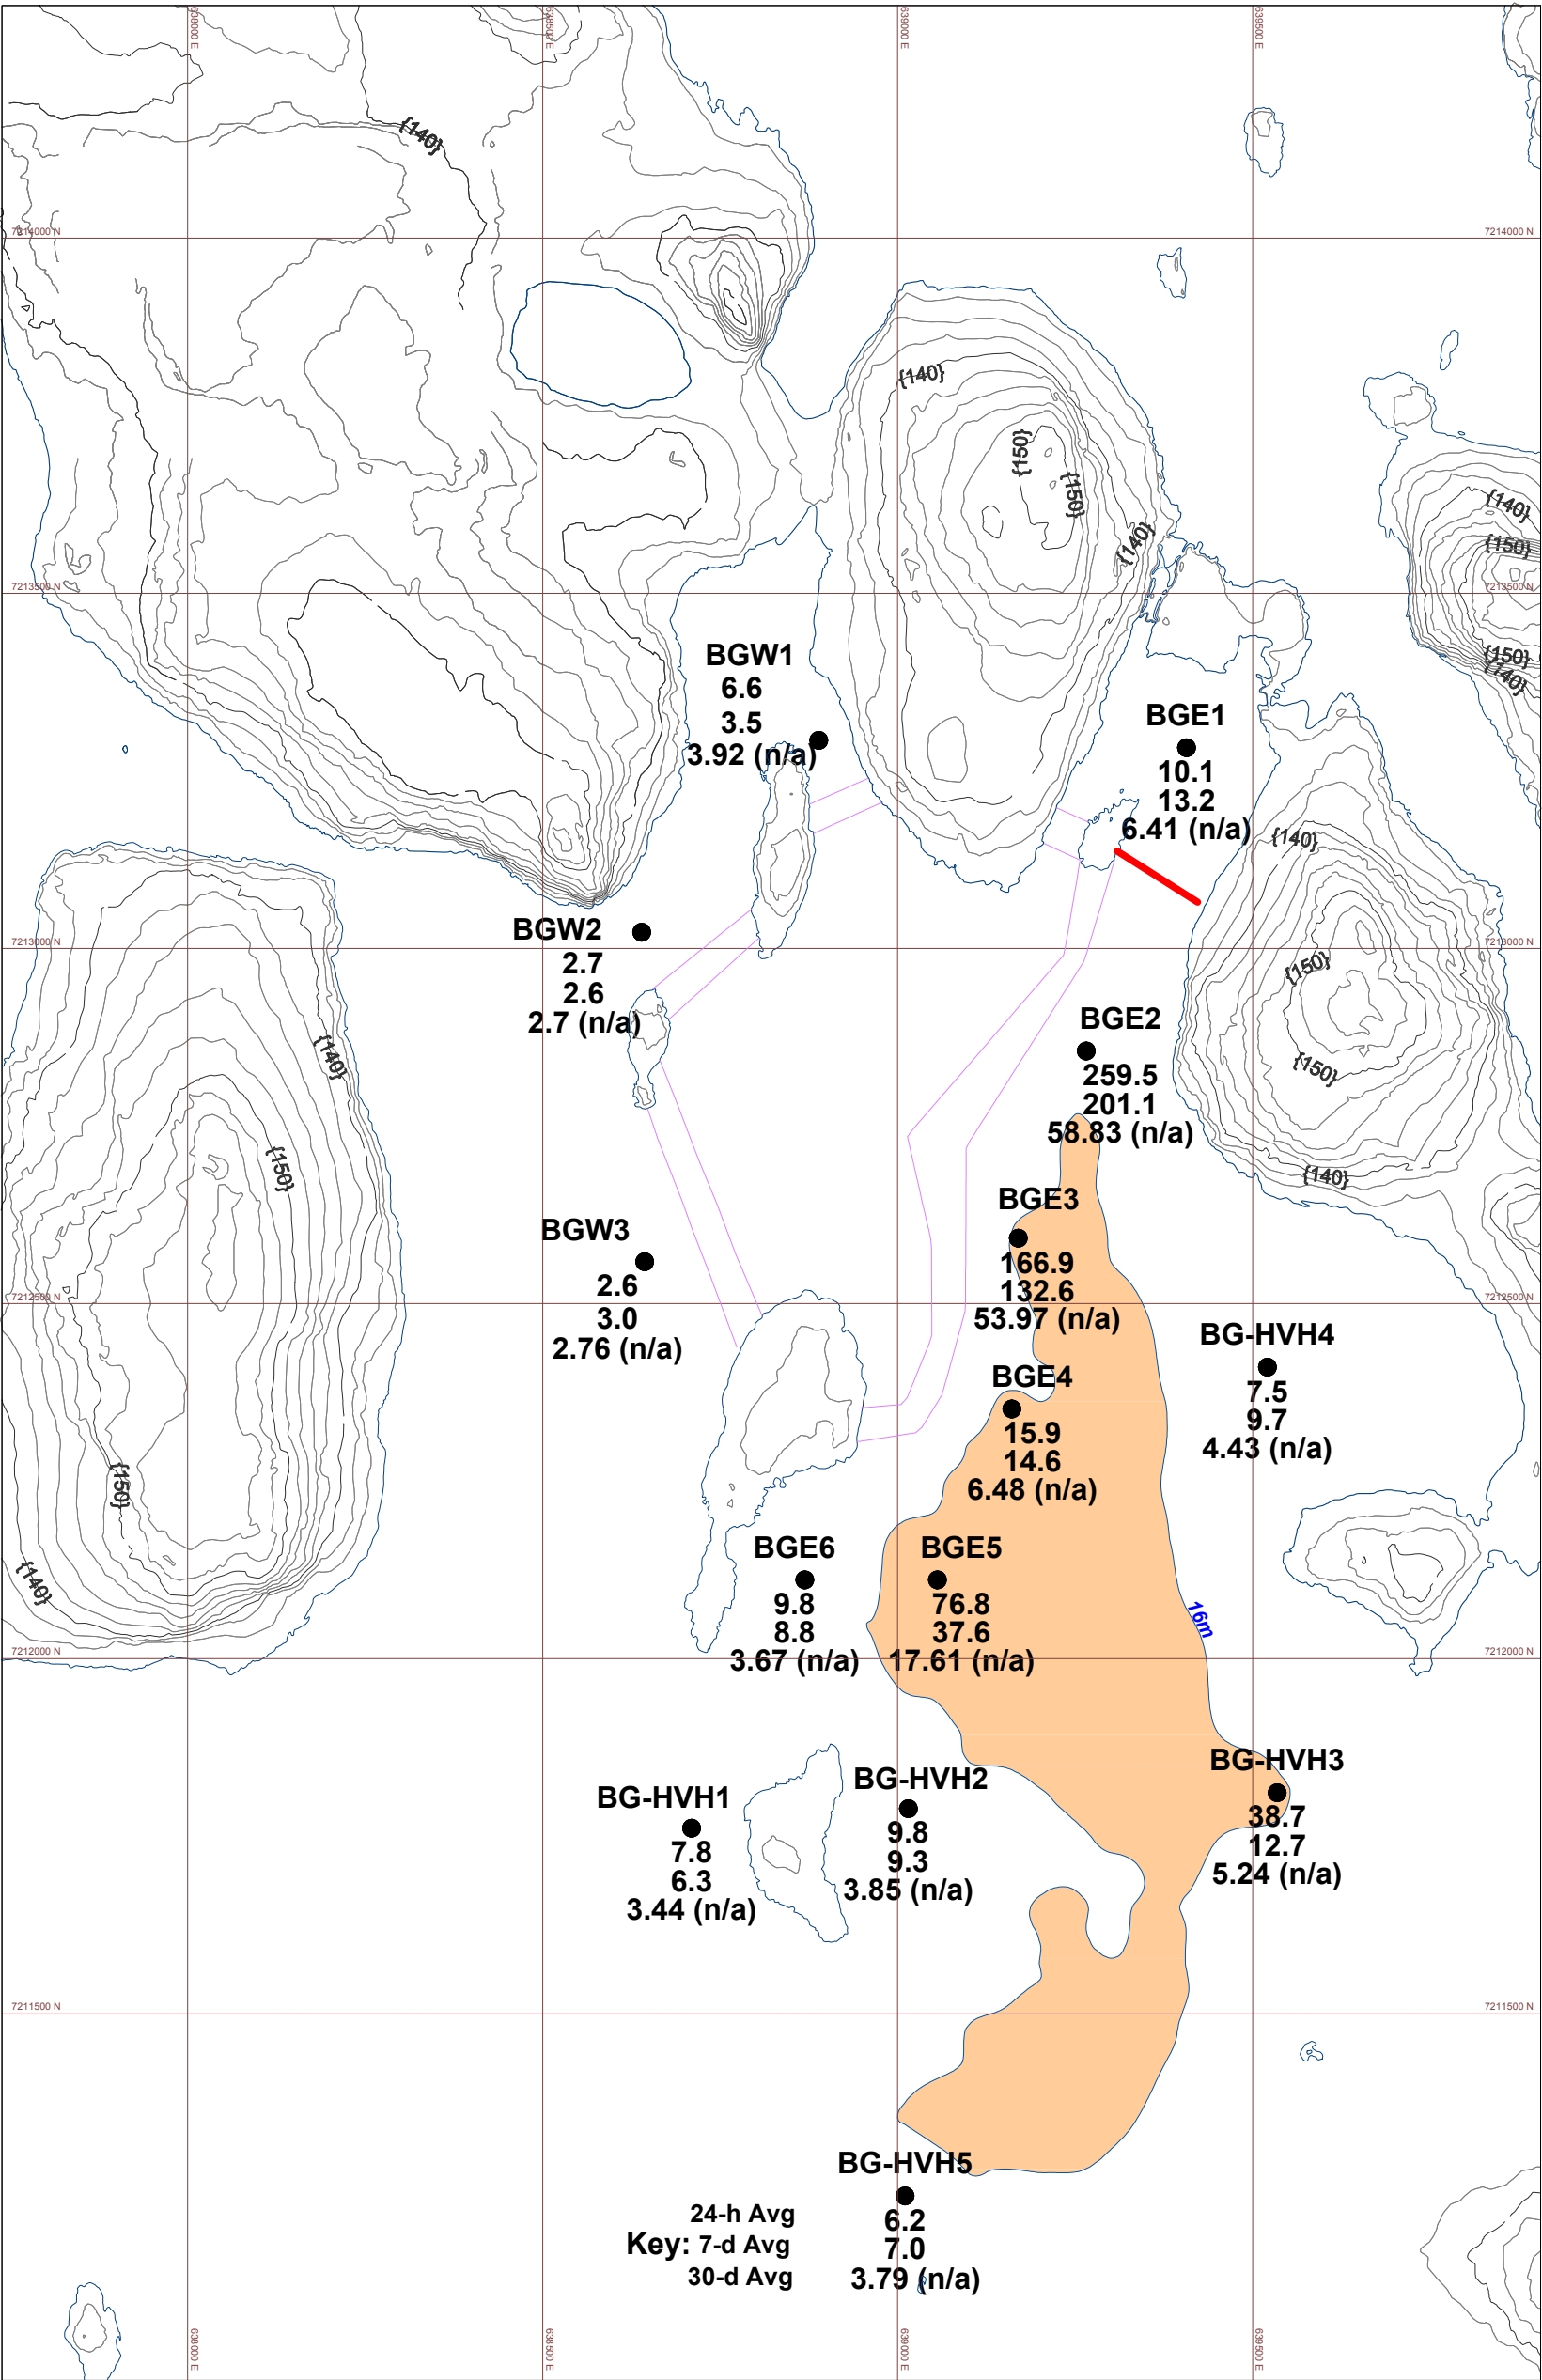 638000 E
638500 E
639000 E
639500 E
{140}
7214000 N
7214000 N
{140}
{150}
{150}
{140}
{140}
{150}
7213500 N
7213500 N
{150}
{140}
BGW1
6.6
3.5
3.92 (n/a)
BGE1
10.1
13.2
6.41 (n/a)
{140}
BGW2
2.7
2.6
2.7 (n/a)
7213000 N
7213000 N
{150}
{140}
BGE2
259.5
201.1
58.83 (n/a)
{150}
{150}
{140}
BGE3
166.9
132.6
53.97 (n/a)
BGW3
2.6
3.0
2.76 (n/a)
7212500 N
7212500 N
BG-HVH4
7.5
9.7
4.43 (n/a)
BGE4
15.9
14.6
6.48 (n/a)
{150}
{140}
BGE6
9.8
8.8
3.67 (n/a)
BGE5
76.8
37.6
17.61 (n/a)
16m
7212000 N
7212000 N
BG-HVH3
38.7
12.7
5.24 (n/a)
BG-HVH2
9.8
9.3
3.85 (n/a)
BG-HVH1
7.8
6.3
3.44 (n/a)
7211500 N
7211500 N
BG-HVH5
6.2
7.0
3.79 (n/a)
24-h Avg
Key: 7-d Avg
30-d Avg
638000 E
638500 E
639000 E
639500 E